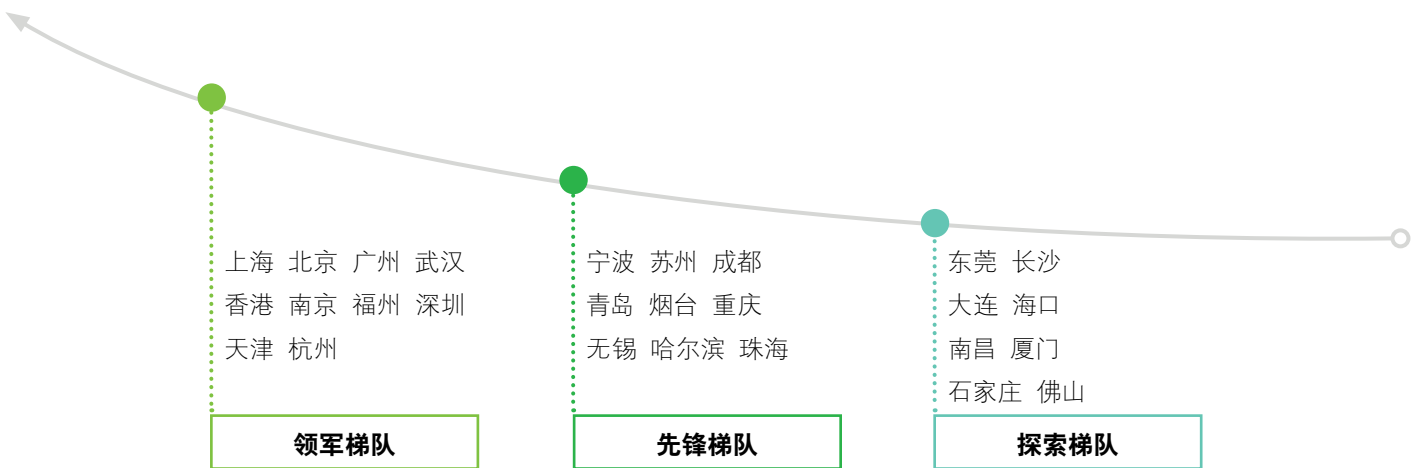 上海 北京 广州 武汉
香港 南京 福州 深圳
天津 杭州
领军梯队
宁波 苏州 成都
青岛 烟台 重庆
无锡 哈尔滨 珠海
先锋梯队
东莞 长沙
大连 海口
南昌 厦门
石家庄 佛山
探索梯队